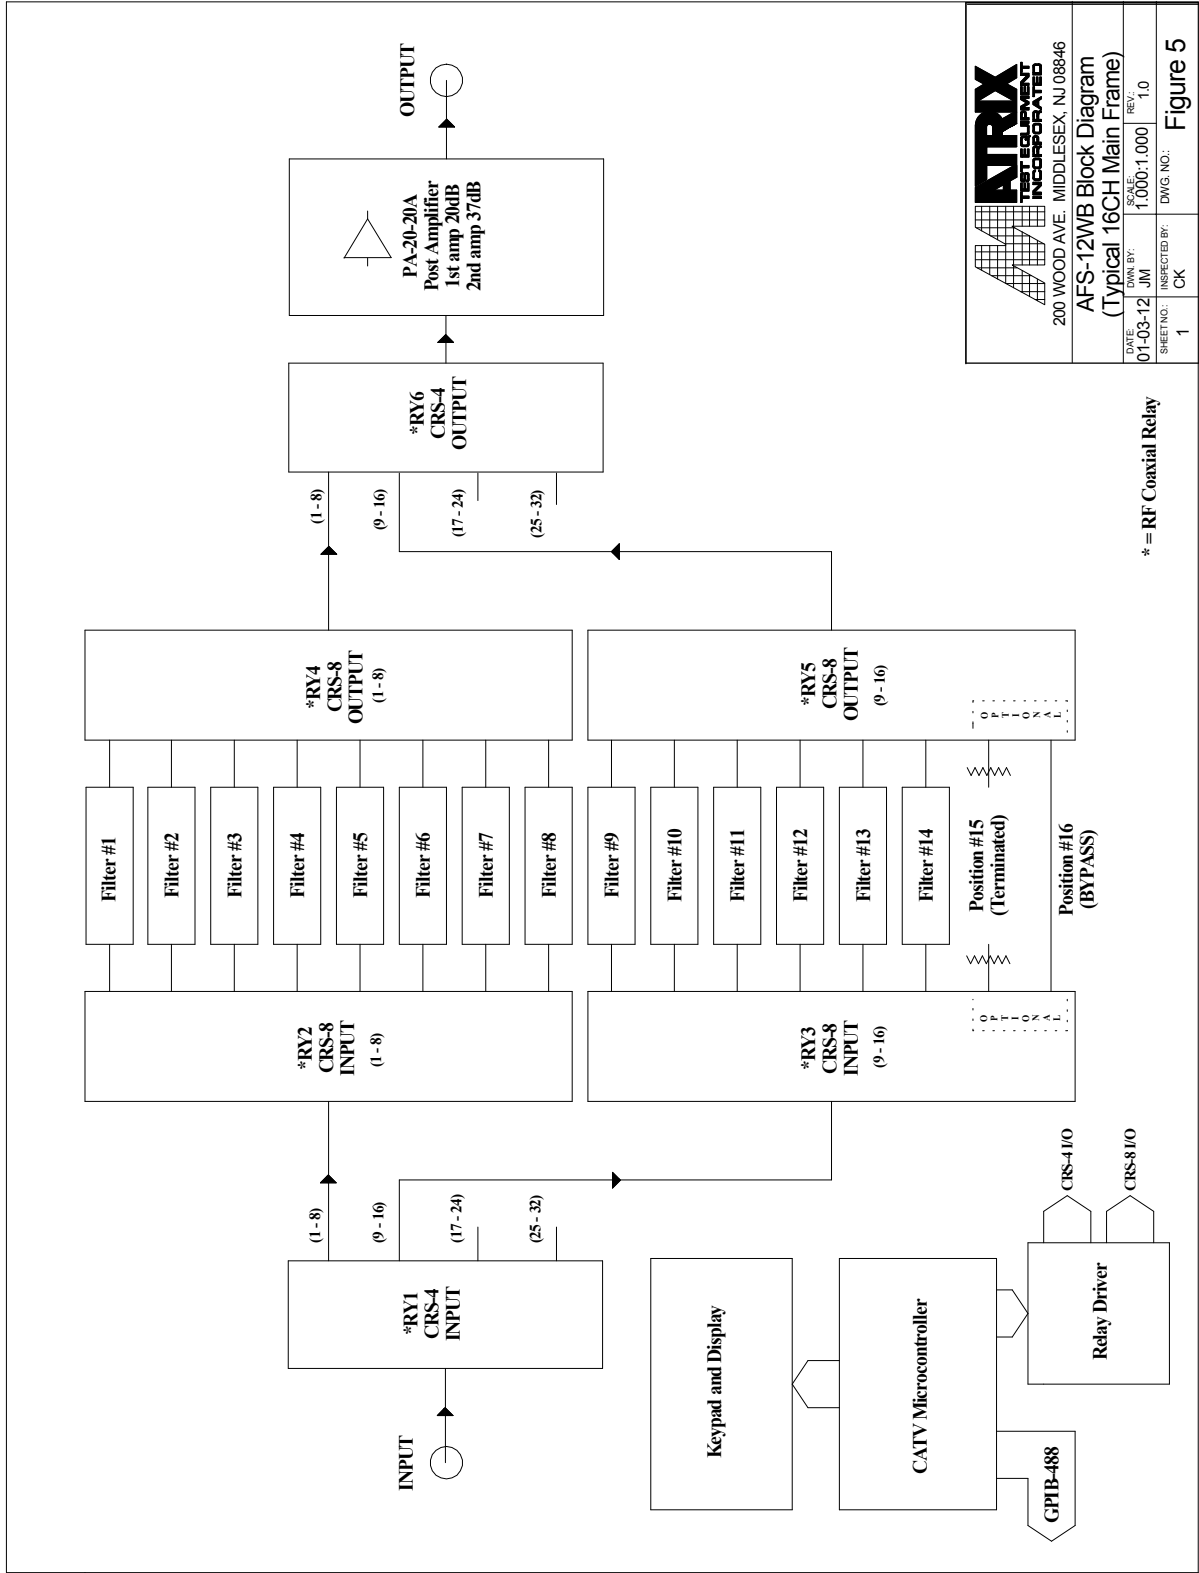 INPUT
*RY1
CRS-4
INPUT
(1 - 8)
(9 - 16)
(17 - 24)
(25 - 32)
*RY2
CRS-8
INPUT
(1 - 8)
*RY3
CRS-8
INPUT
(9 - 16)
OPTIONAL
Filter #1
Filter #2
Filter #3
Filter #4
Filter #5
Filter #6
Filter #7
Filter #8
Filter #9
Filter #10
Filter #11
Filter #12
Filter #13
Filter #14
Position #15
(Terminated)
Position #16
(BYPASS)
*RY4
CRS-8
OUTPUT
(1 - 8)
*RY5
CRS-8
OUTPUT
(9 - 16)
OPTIONAL
(1 - 8)
(9 - 16)
(17 - 24)
(25 - 32)
*RY6
CRS-4
OUTPUT
PA-20-20A
Post Amplifier
1st amp 20dB
2nd amp 37dB
OUTPUT
Keypad and Display
CATV Microcontroller
GPIB-488
Relay Driver
CRS-4 I/O
CRS-8 I/O
* = RF Coaxial Relay
MATRIX
TEST EQUIPMENT
INCORPORATED
200 WOOD AVE. MIDDLESEX, NJ 08846
AFS-12WB Block Diagram
(Typical 16CH Main Frame)
DATE: 01-03-12
DWN. BY: JM
SCALE: 1.000:1.000
REV.: 1.0
SHEET NO.: 1
INSPECTED BY: CK
DWG. NO.: Figure 5